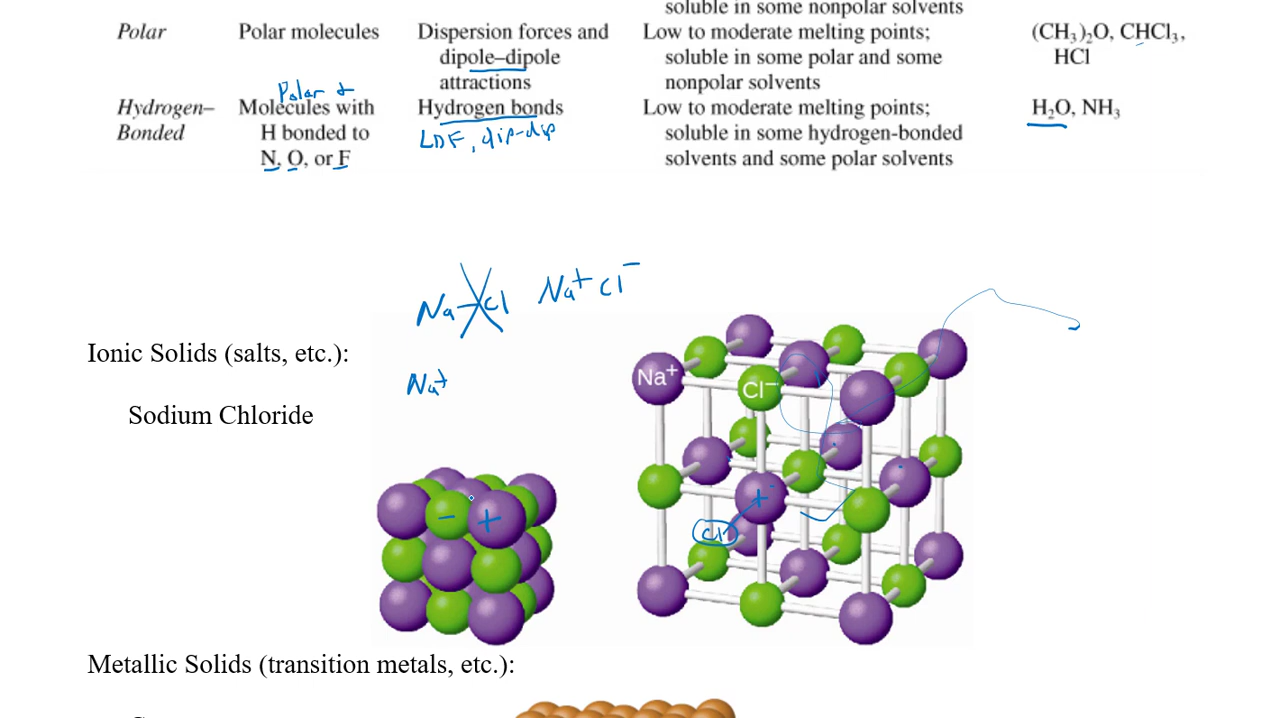 soluble in some nonpolar solvents
Polar Polar molecules Dispersion forces and Low to moderate melting points; (CH3)2O, CHCl3,
dipole–dipole soluble in some polar and some HCl
attractions nonpolar solvents
Polar +
Hydrogen– Molecules with Hydrogen bonds Low to moderate melting points; H2O, NH3
Bonded H bonded to LDF, dip-dip soluble in some hydrogen-bonded
N, O, or F solvents and some polar solvents
Na Cl Na+ Cl−
Ionic Solids (salts, etc.):
Na+ Cl−
Na+
Sodium Chloride
+
− +
Cl
Metallic Solids (transition metals, etc.):